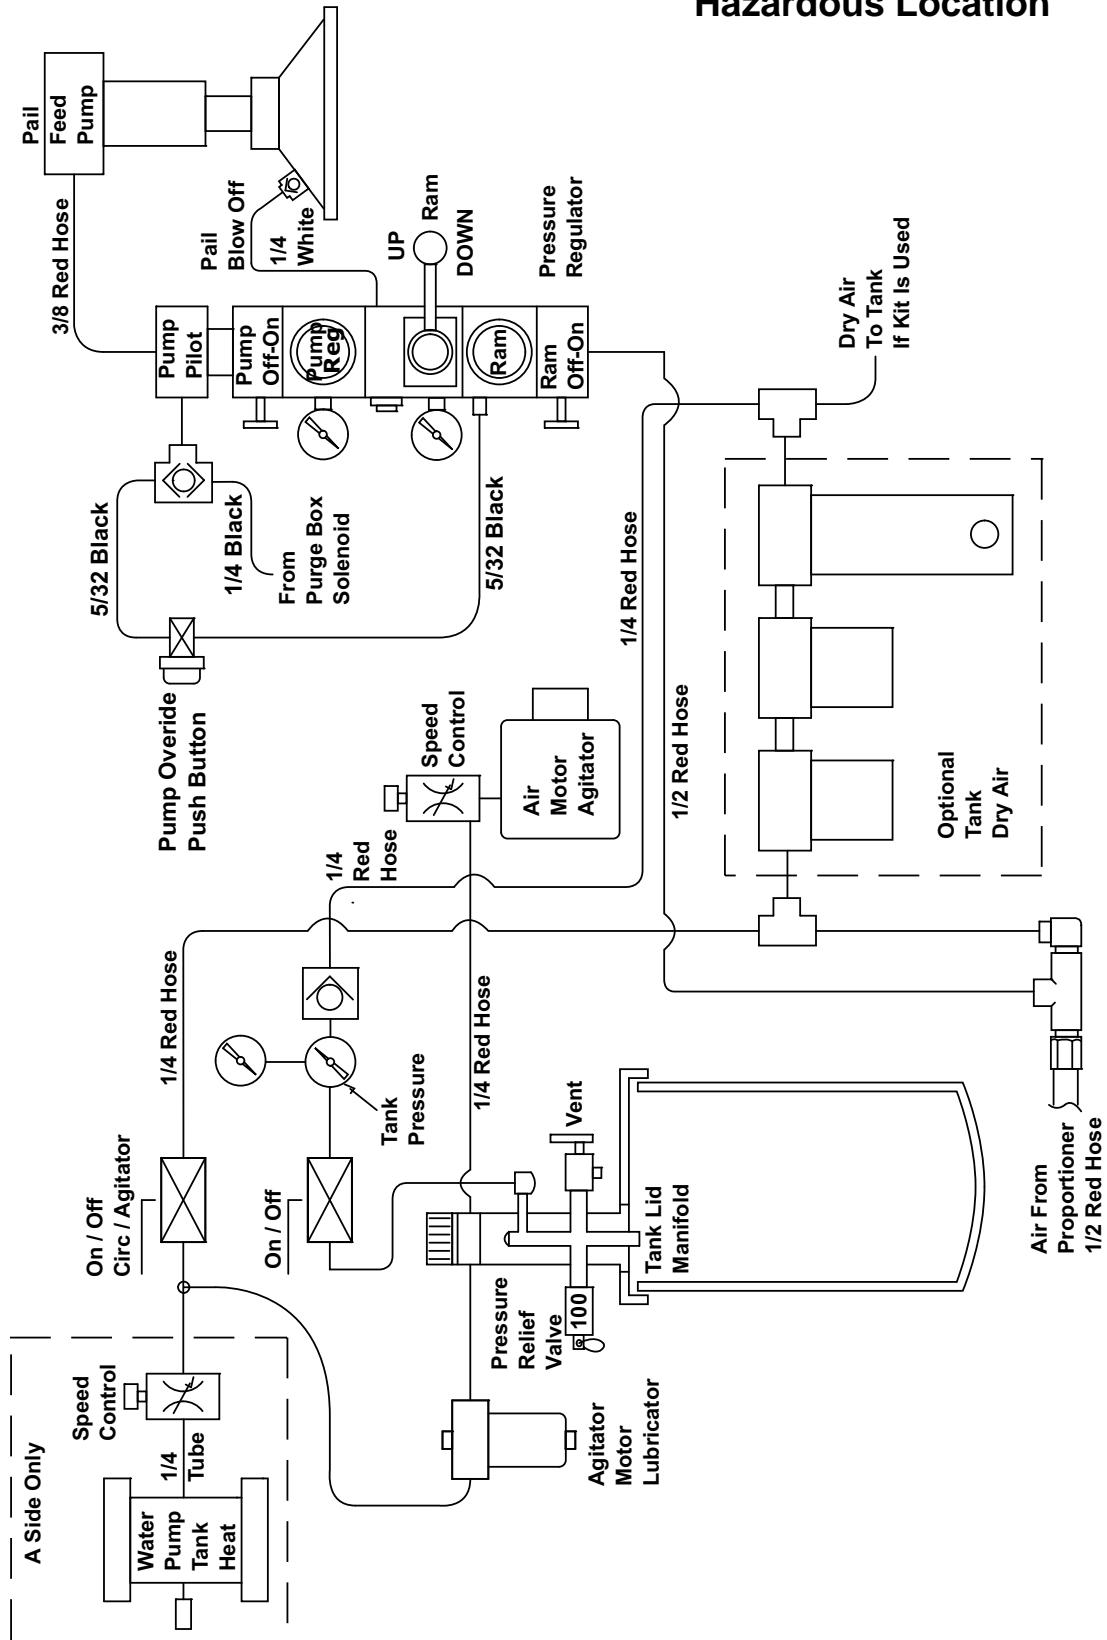 Hazardous Location
Pail
Feed
Pump
3/8 Red Hose
Pail
Blow Off
1/4
White
UP
Ram
DOWN
Pressure
Regulator
Pump
Pilot
Pump
Off-On
Pump
Reg
Ram
Ram
Off-On
5/32 Black
1/4 Black
From
Purge Box
Solenoid
5/32 Black
Pump Overide
Push Button
Dry Air
To Tank
If Kit Is Used
1/4 Red Hose
1/2 Red Hose
Speed
Control
Air
Motor
Agitator
Optional
Tank
Dry Air
1/4
Red
Hose
1/4 Red Hose
1/4 Red Hose
Tank
Pressure
On / Off
Circ / Agitator
On / Off
Vent
Tank Lid
Manifold
Pressure
Relief
Valve
100
Air From
Proportioner
1/2 Red Hose
A Side Only
Speed
Control
1/4
Tube
Water
Pump
Tank
Heat
Agitator
Motor
Lubricator